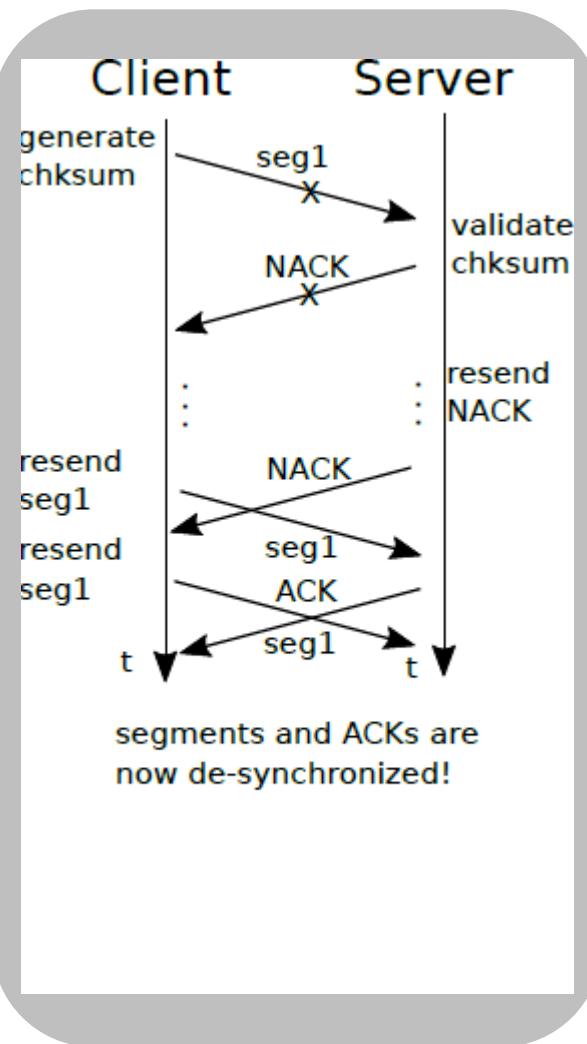 Client
Server
generate
chksum
seg1
X
validate
chksum
NACK
X
resend
NACK
resend
seg1
NACK
seg1
resend
seg1
ACK
seg1
t
t
segments and ACKs are
now de-synchronized!